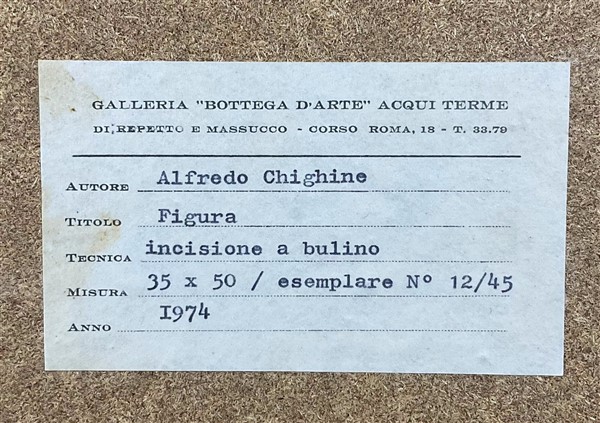 GALLERIA "BOTTEGA D'ARTE" ACQUI TERME
DI REPETTO E MASSUCCO - CORSO ROMA, 18 - T. 33.79
AUTORE Alfredo Chighine
TITOLO Figura
TECNICA incisione a bulino
MISURA 35 x 50 / esemplare N° 12/45
ANNO 1974